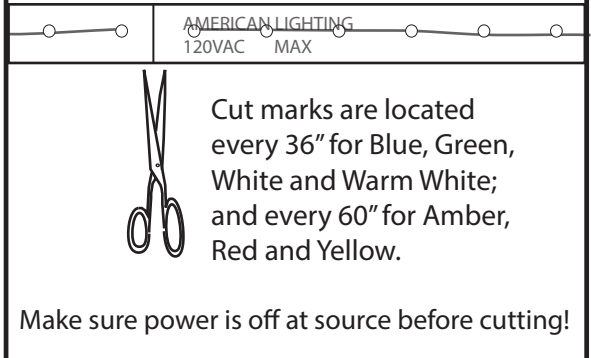 AMERICAN LIGHTING
120VAC MAX
Cut marks are located
every 36” for Blue, Green,
White and Warm White;
and every 60” for Amber,
Red and Yellow.
Make sure power is off at source before cutting!